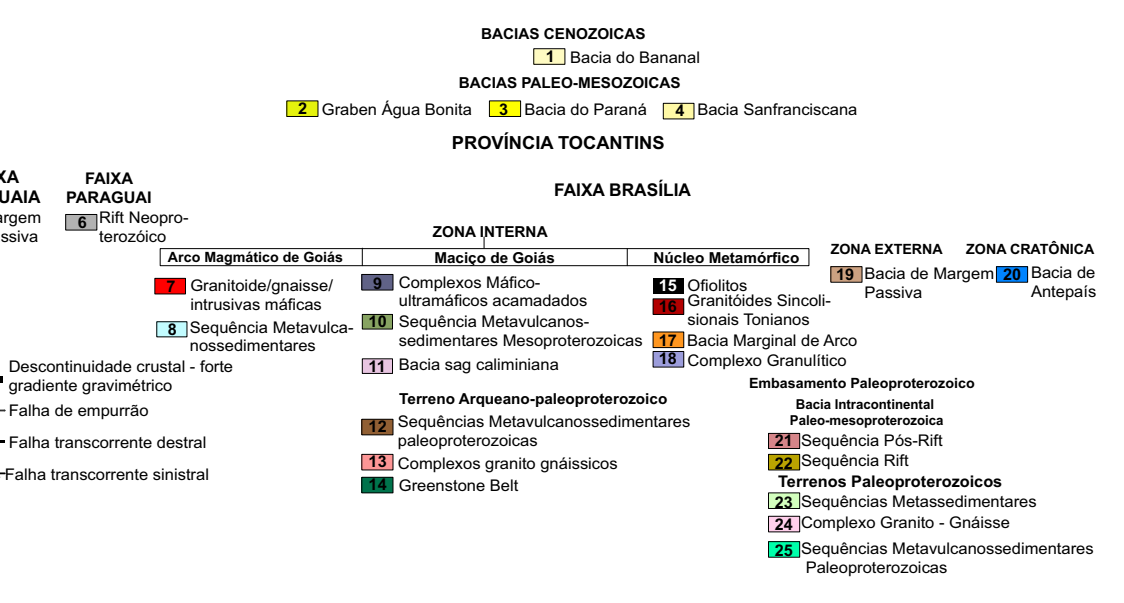 BACIAS CENOZOICAS
1 Bacia do Bananal
BACIAS PALEO-MESOZOICAS
2 Graben Água Bonita 3 Bacia do Paraná 4 Bacia Sanfranciscana
PROVÍNCIA TOCANTINS
XA
UAIA
argem
ssiva
FAIXA
PARAGUAI
6 Rift Neopro-
terozóico
FAIXA BRASÍLIA
ZONA INTERNA
Arco Magmático de Goiás
7 Granitoide/gnaisse/
intrusivas máficas
8 Sequência Metavulca-
nossedimentares
Maciço de Goiás
9 Complexos Máfico-
ultramáficos acamadados
10 Sequência Metavulcanos-
sedimentares Mesoproterozoicas
11 Bacia sag caliminiana
Terreno Arqueano-paleoproterozoico
12 Sequências Metavulcanossedimentares
paleoproterozoicas
13 Complexos granito gnáissicos
14 Greenstone Belt
Núcleo Metamórfico
15 Ofiolitos
16 Granitóides Sincoli-
sionais Tonianos
17 Bacia Marginal de Arco
18 Complexo Granulítico
ZONA EXTERNA
19 Bacia de Margem
Passiva
ZONA CRATÔNICA
20 Bacia de
Antepaís
Embasamento Paleoproterozoico
Bacia Intracontinental
Paleo-mesoproterozoica
21 Sequência Pós-Rift
22 Sequência Rift
Terrenos Paleoproterozoicos
23 Sequências Metassedimentares
24 Complexo Granito - Gnáisse
25 Sequências Metavulcanossedimentares
Paleoproterozoicas
Descontinuidade crustal - forte
gradiente gravimétrico
Falha de empurrão
Falha transcorrente destral
Falha transcorrente sinistral